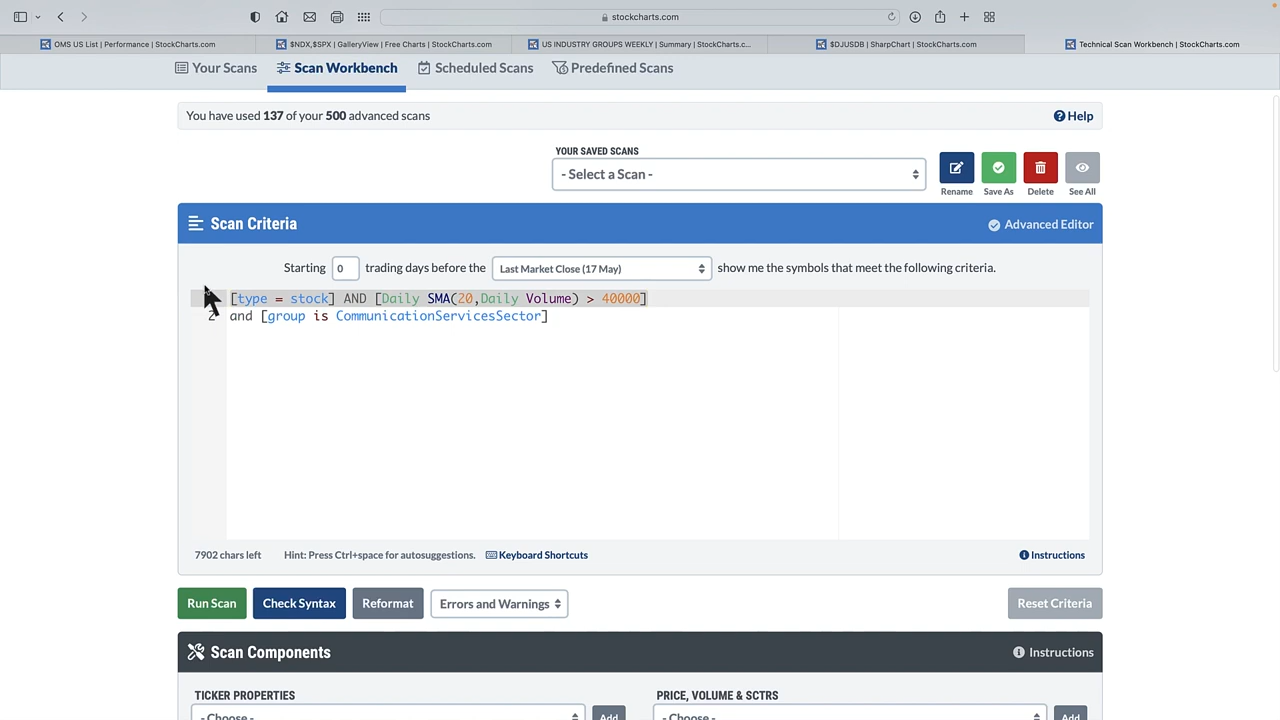 stockcharts.com
OMS US List | Performance | StockCharts.com
$NDX,$SPX | GalleryView | Free Charts | StockCharts.com
US INDUSTRY GROUPS WEEKLY | Summary | StockCharts.c...
$DJUSDB | SharpChart | StockCharts.com
Technical Scan Workbench | StockCharts.com
Your Scans
Scan Workbench
Scheduled Scans
Predefined Scans
You have used 137 of your 500 advanced scans
Help
YOUR SAVED SCANS
- Select a Scan -
Rename
Save As
Delete
See All
Scan Criteria
Advanced Editor
Starting 0 trading days before the Last Market Close (17 May) show me the symbols that meet the following criteria.
[type = stock] AND [Daily SMA(20,Daily Volume) > 40000]
2 and [group is CommunicationServicesSector]
7902 chars left
Hint: Press Ctrl+space for autosuggestions.
Keyboard Shortcuts
Instructions
Run Scan
Check Syntax
Reformat
Errors and Warnings
Reset Criteria
Scan Components
Instructions
TICKER PROPERTIES
PRICE, VOLUME & SCTRS
- Choose -
Add
- Choose -
Add